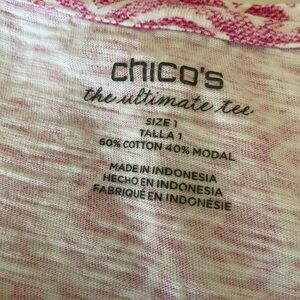 chico's
the ultimate tee
SIZE 1
TALLA 1
60% COTTON 40% MODAL
MADE IN INDONESIA
HECHO EN INDONESIA
FABRIQUÉ EN INDONÉSIE